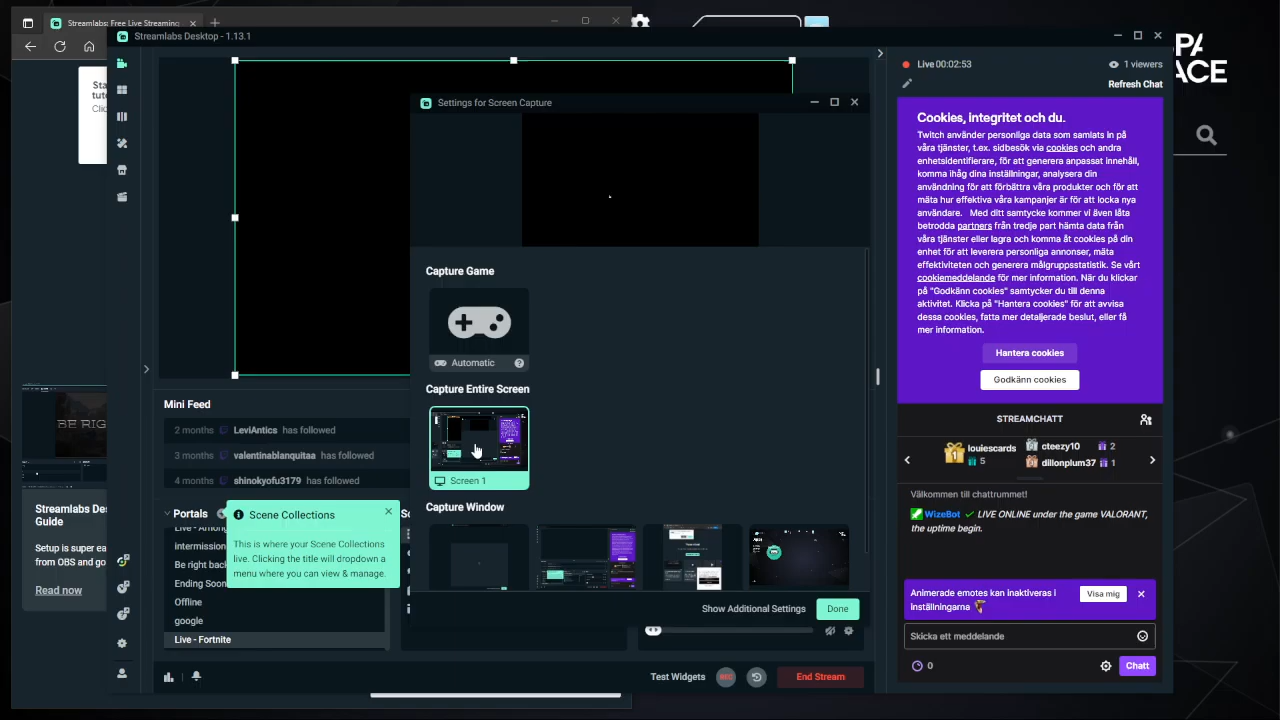 Streamlabs: Free Live Streaming
Streamlabs Desktop - 1.13.1
Live 00:02:53
1 viewers
Refresh Chat
Settings for Screen Capture
Capture Game
Automatic
Capture Entire Screen
Screen 1
Capture Window
Show Additional Settings
Done
Mini Feed
2 months LeviAntics has followed
3 months valentinablanquitaa has followed
4 months shinokyofu3179 has followed
Portals
intermission
Be right back
Ending Soon
Offline
google
Live - Fortnite
Scene Collections
This is where your Scene Collections
live. Clicking the title will dropdown a
menu where you can view & manage.
Guide
Setup is super ea
from OBS and go
Read now
BE RIG
Test Widgets
REC
End Stream
Cookies, integritet och du.
Twitch använder personliga data som samlats in på
våra tjänster, t.ex. sidbesök via cookies och andra
enhetsidentifierare, för att generera anpassat innehåll,
komma ihåg dina inställningar, analysera din
användning för att förbättra våra produkter och för att
mäta hur effektiva våra kampanjer är för att locka nya
användare. Med ditt samtycke kommer vi även låta
betrodda partners från tredje part hämta data från
våra tjänster eller lagra och komma åt cookies på din
enhet för att leverera personliga annonser, mäta
effektiviteten och generera målgruppsstatistik. Se vårt
cookiemeddelande för mer information. När du klickar
på "Godkänn cookies" samtycker du till denna
aktivitet. Klicka på "Hantera cookies" för att avvisa
dessa cookies, fatta mer detaljerade beslut, eller få
mer information.
Hantera cookies
Godkänn cookies
STREAMCHATT
1 louiescards 5
cteezy10 2
dillonplum37 1
Välkommen till chattrummet!
WizeBot LIVE ONLINE under the game VALORANT,
the uptime begin.
Animerade emotes kan inaktiveras i
inställningarna
Visa mig
Skicka ett meddelande
0
Chatt